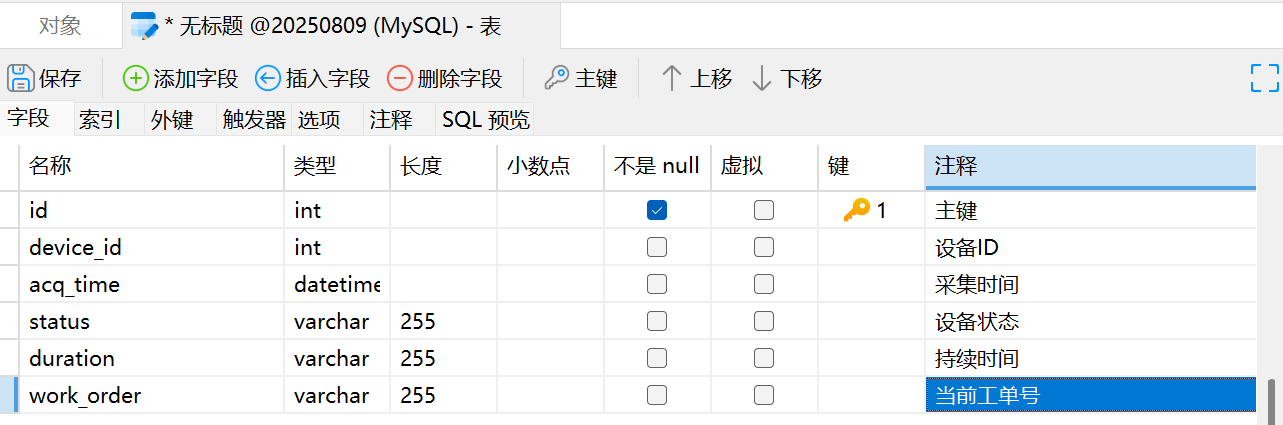 对象 * 无标题 @20250809 (MySQL) - 表
保存 添加字段 插入字段 删除字段 主键 上移 下移
字段 索引 外键 触发器 选项 注释 SQL 预览
名称 类型 长度 小数点 不是 null 虚拟 键 注释
id int 1 主键
device_id int 设备ID
acq_time datetime 采集时间
status varchar 255 设备状态
duration varchar 255 持续时间
work_order varchar 255 当前工单号